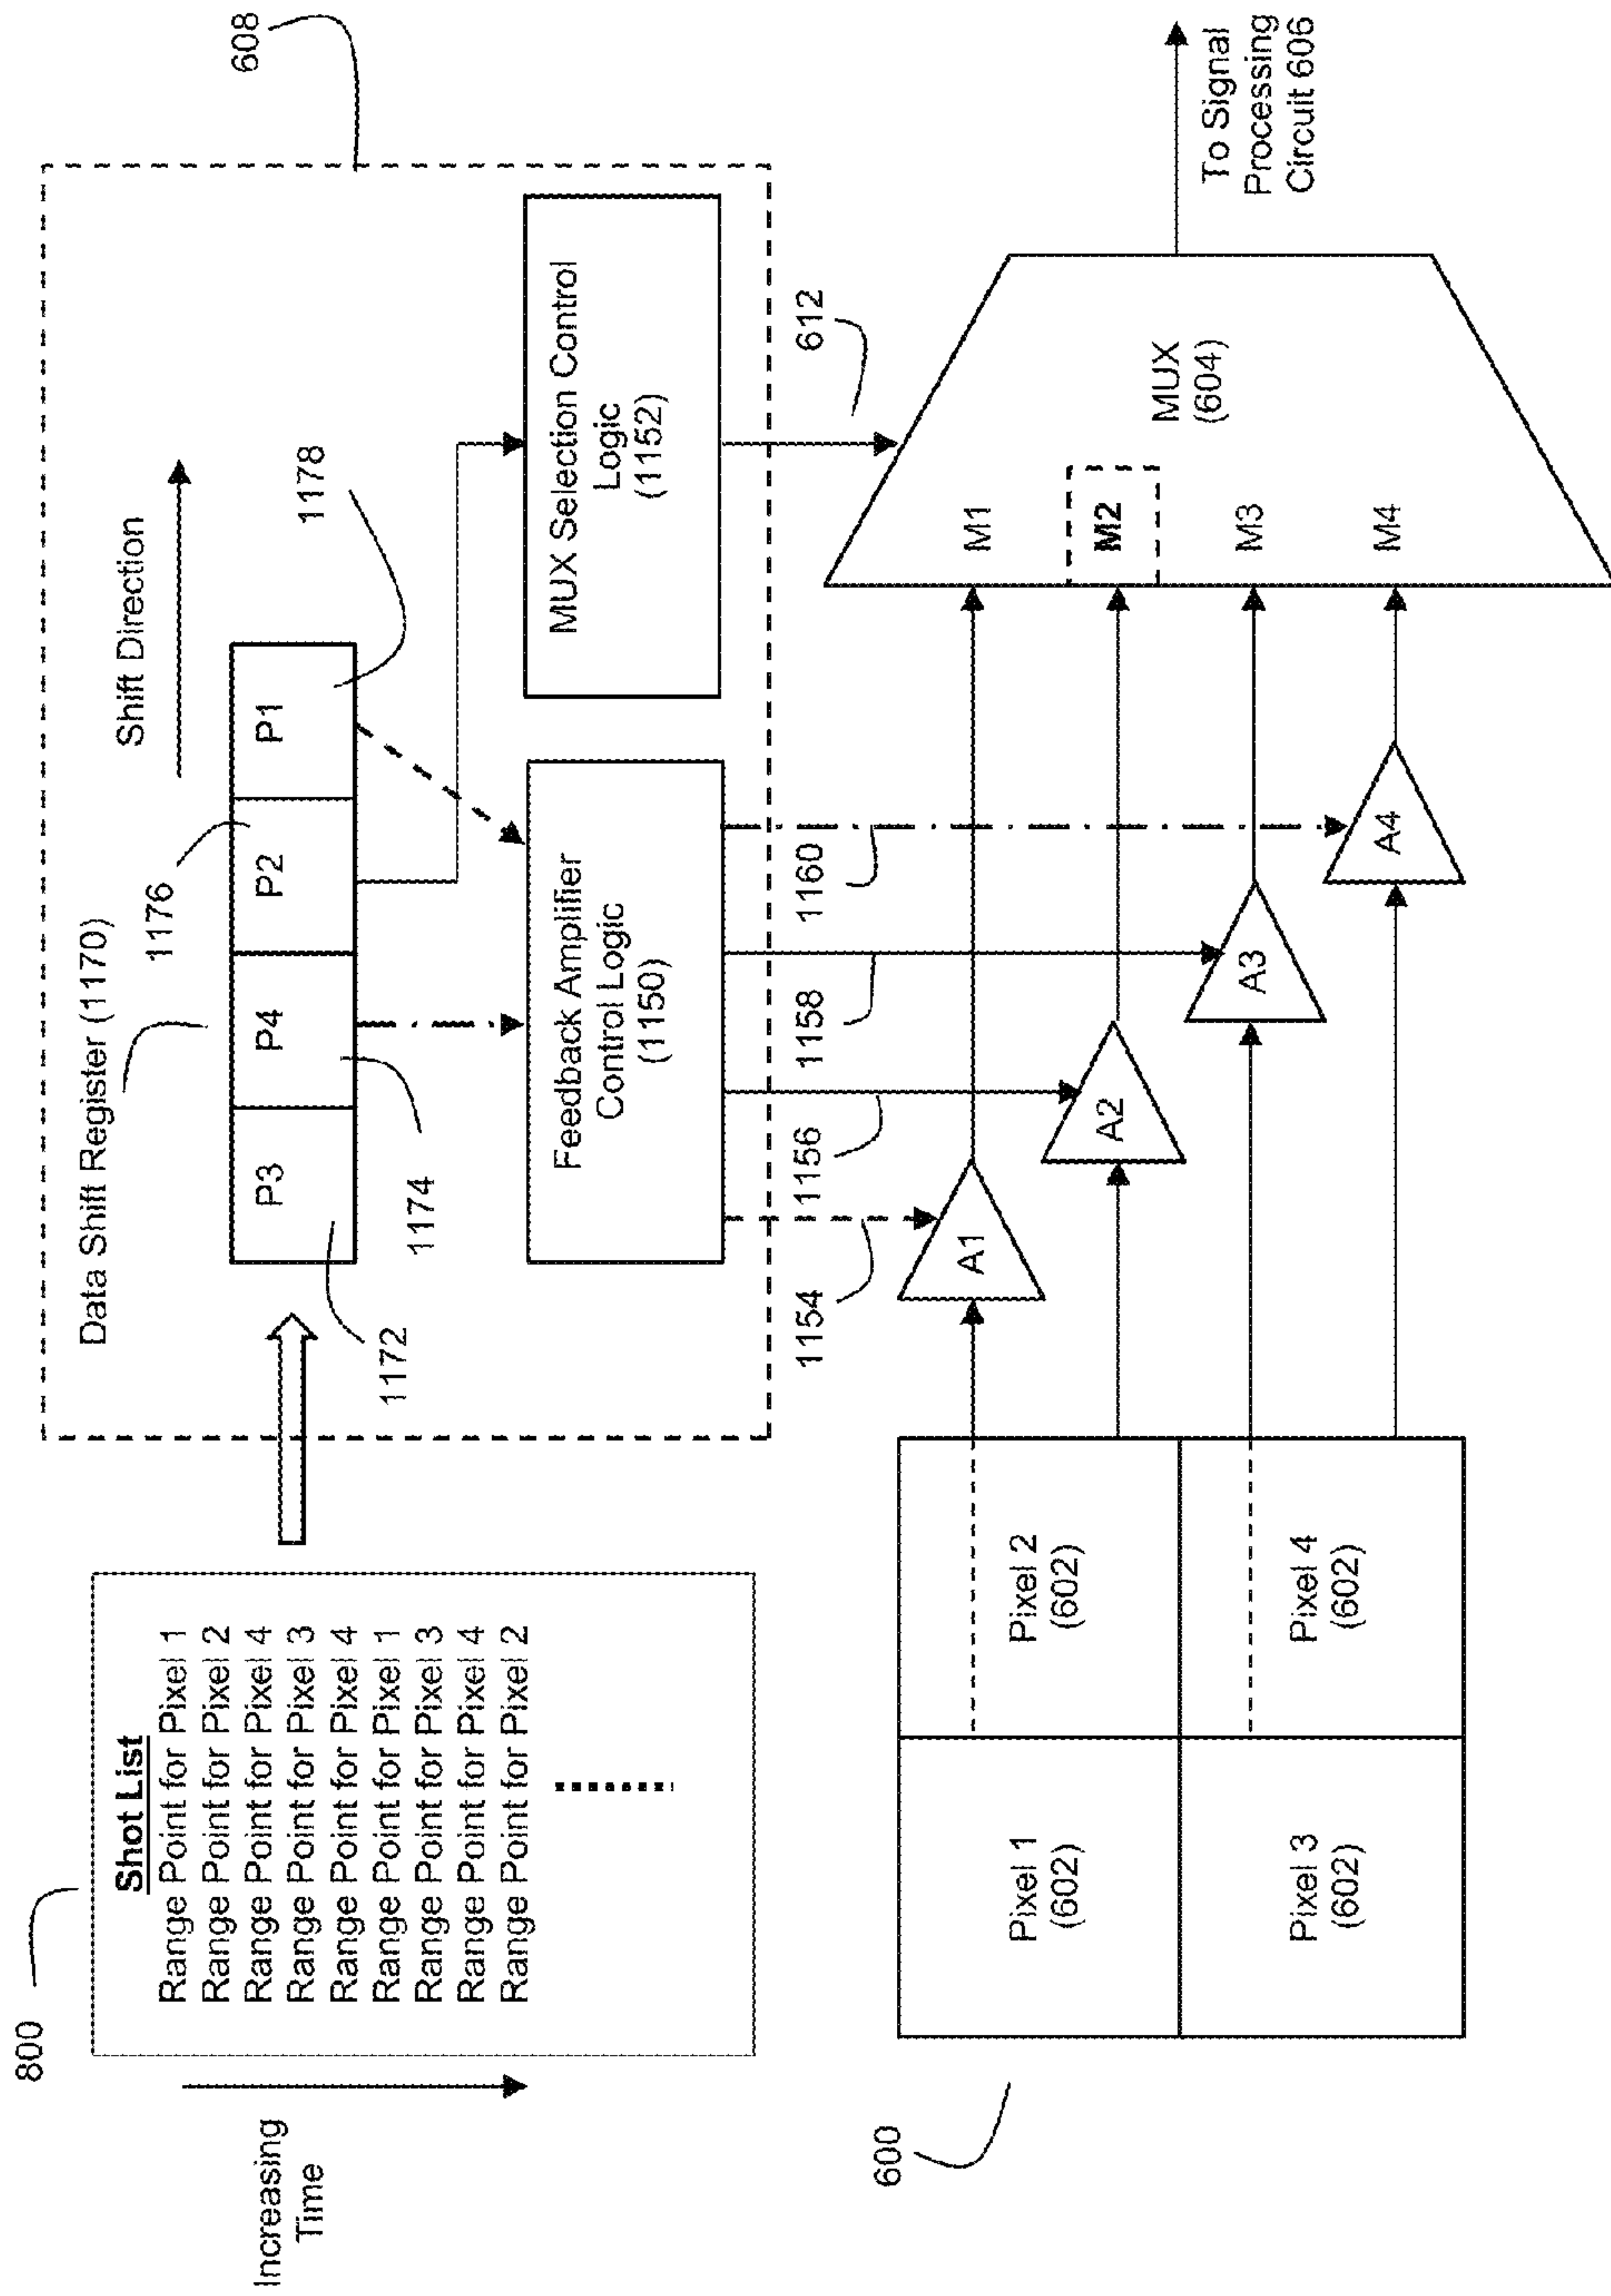 608
Data Shift Register (1170)
Shift Direction
1176
P3
P4
P2
P1
1178
1172
1174
Feedback Amplifier
Control Logic
(1150)
MUX Selection Control
Logic
(1152)
800
Increasing
Time
Shot List
Range Point for Pixel 1
Range Point for Pixel 2
Range Point for Pixel 4
Range Point for Pixel 3
Range Point for Pixel 4
Range Point for Pixel 1
Range Point for Pixel 3
Range Point for Pixel 4
Range Point for Pixel 2
1154
1156
1158
1160
612
600
Pixel 1
(602)
Pixel 2
(602)
Pixel 3
(602)
Pixel 4
(602)
A1
A2
A3
A4
M1
M2
M3
M4
MUX
(604)
To Signal
Processing
Circuit 606